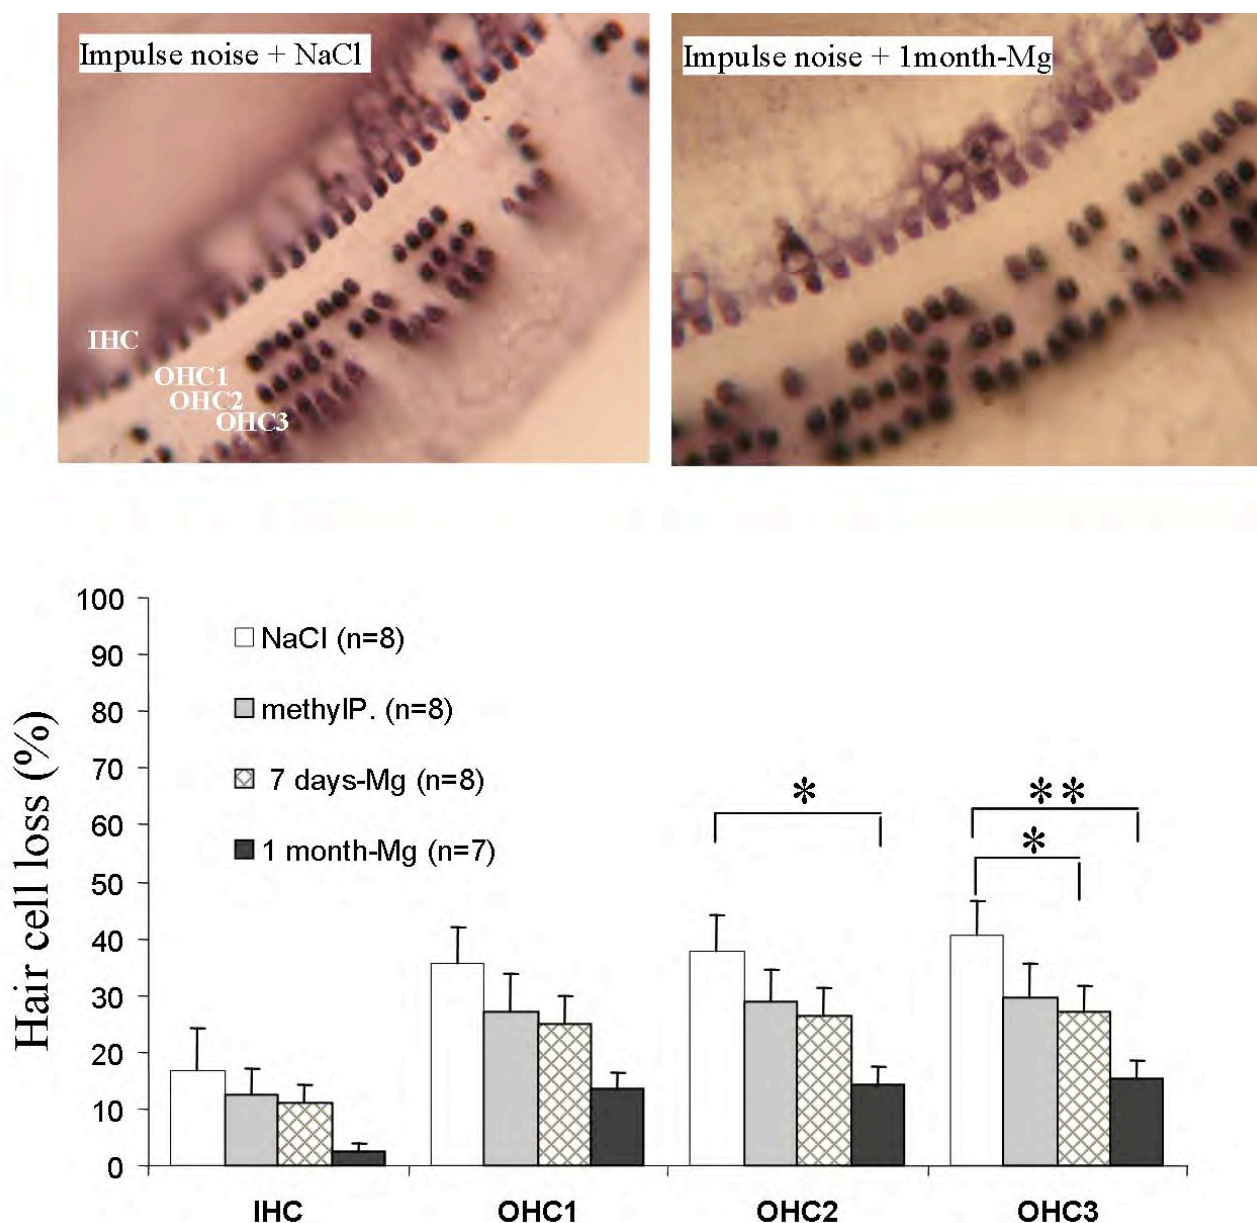 Impulse noise + NaCl
Impulse noise + 1month-Mg
IHC
OHC1
OHC2
OHC3
Hair cell loss (%)
100
90
80
70
60
50
40
30
20
10
0
NaCl (n=8)
methylP. (n=8)
7 days-Mg (n=8)
1 month-Mg (n=7)
*
**
*
IHC OHC1 OHC2 OHC3